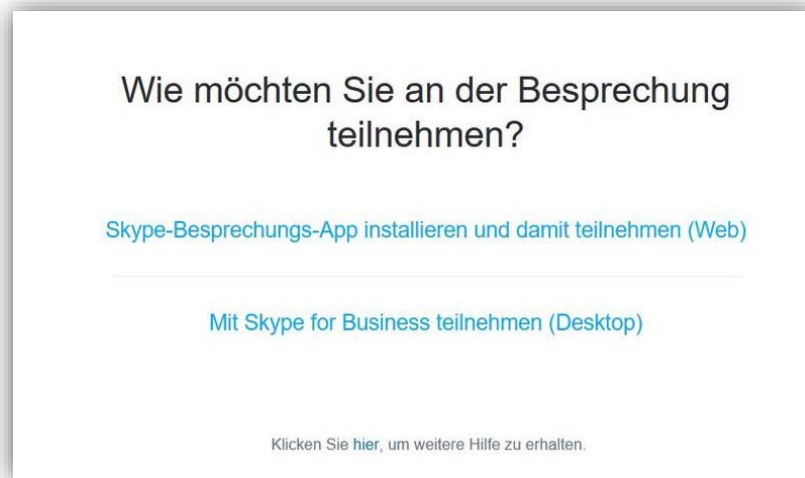 Wie möchten Sie an der Besprechung
teilnehmen?
Skype-Besprechungs-App installieren und damit teilnehmen (Web)
Mit Skype for Business teilnehmen (Desktop)
Klicken Sie hier, um weitere Hilfe zu erhalten.